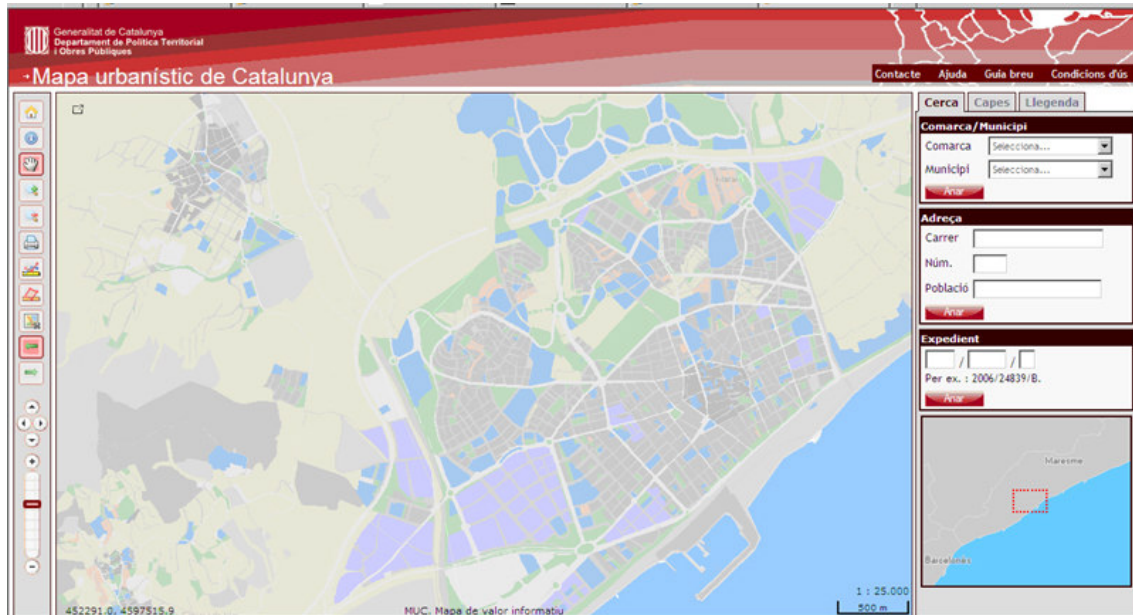 Generalitat de Catalunya
Departament de Política Territorial
i Obres Públiques
Mapa urbanístic de Catalunya
Contacte Ajuda Guia breu Condicions d'ús
Cerca Capes Llegenda
Comarca/Municipi
Comarca Selecciona...
Municipi Selecciona...
Anar
Adreça
Carrer
Núm.
Població
Anar
Expedient
/ /
Per ex. : 2006/24839/B.
Anar
Maresme
Barcelonès
452291.0, 4597515.9
MUC. Mapa de valor informatiu
1 : 25.000
500 m